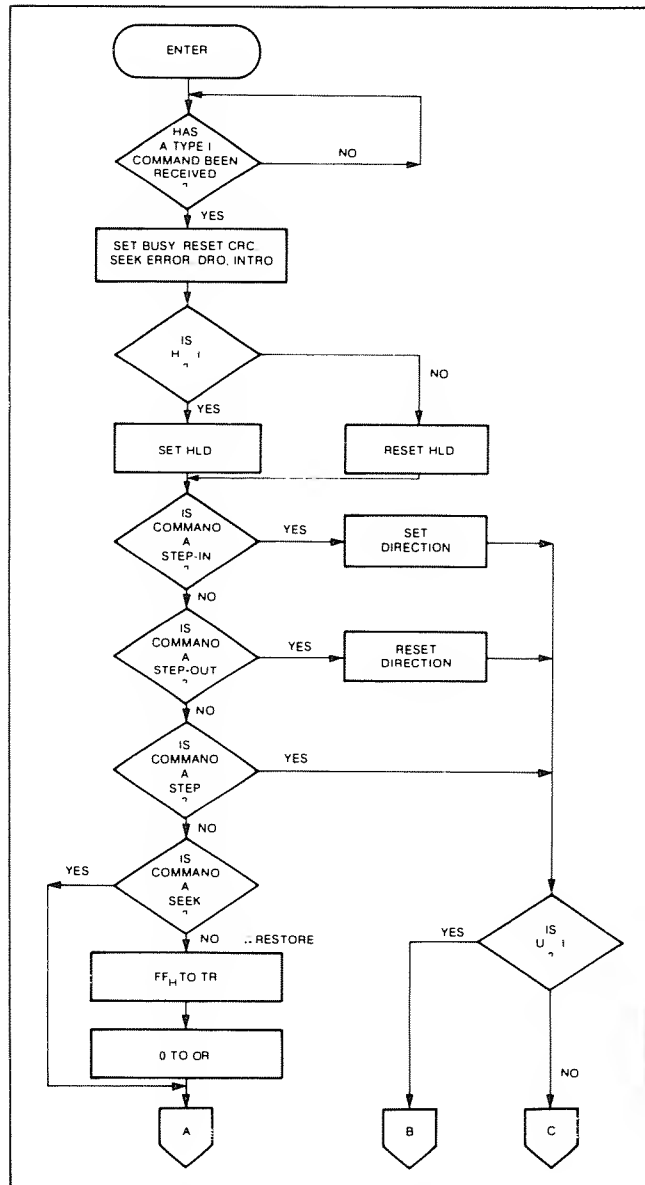 ENTER
HAS
A TYPE I
COMMAND BEEN
RECEIVED
?
NO
YES
SET BUSY RESET CRC
SEEK ERROR DRO, INTRO
IS
H I
?
NO
YES
SET HLD
RESET HLD
IS
COMMANO
A
STEP-IN
?
YES
SET
DIRECTION
NO
IS
COMMANO
A
STEP-OUT
?
YES
RESET
DIRECTION
NO
IS
COMMANO
A
STEP
?
YES
NO
YES
IS
COMMANO
A
SEEK
?
NO
RESTORE
YES
IS
U I
?
FFH TO TR
0 TO OR
NO
A
B
C